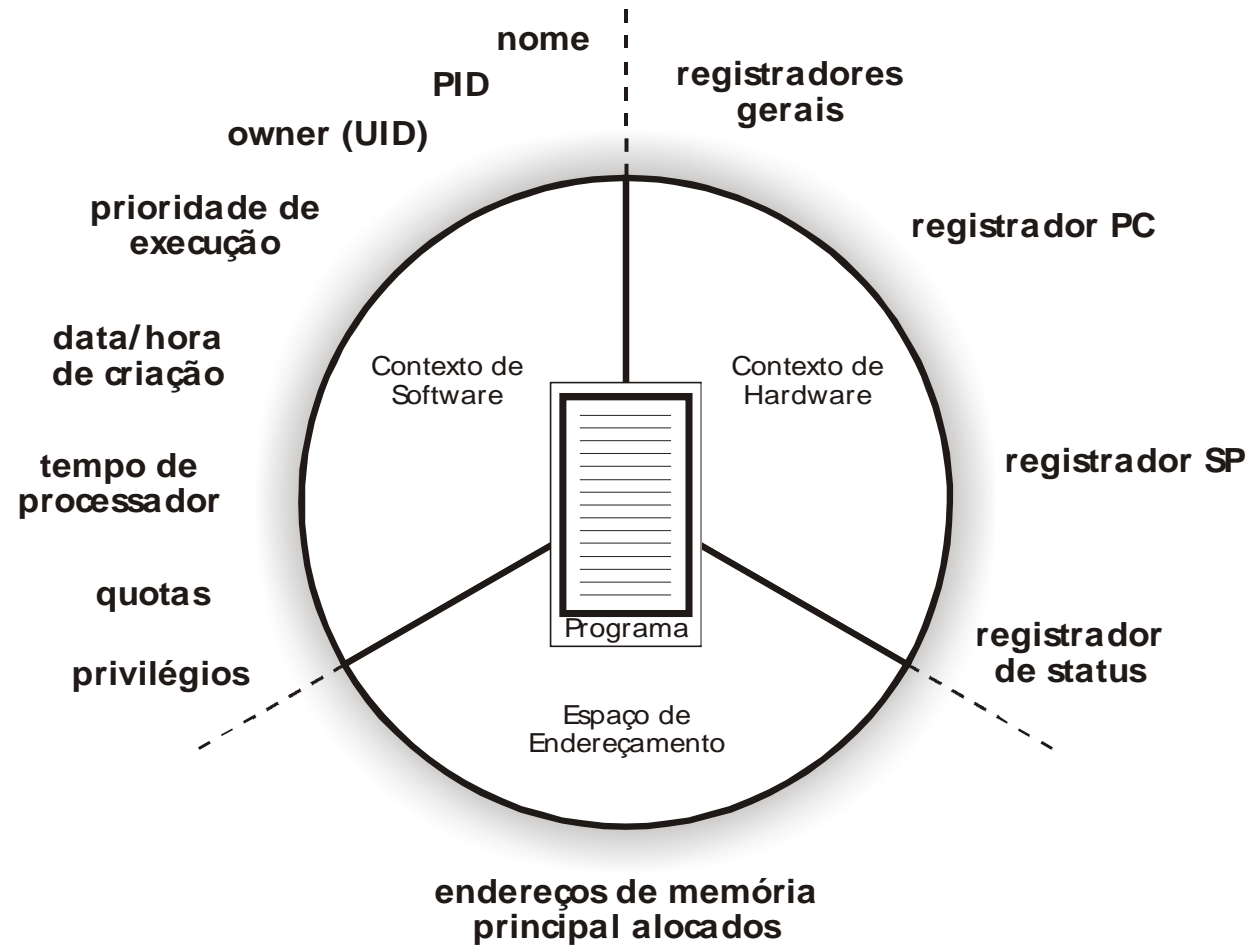 nome
PID
owner (UID)
prioridade de
execução
data/hora
de criação
tempo de
processador
quotas
privilégios
registradores
gerais
registrador PC
registrador SP
registrador
de status
Contexto de
Software
Contexto de
Hardware
Programa
Espaço de
Endereçamento
endereços de memória
principal alocados